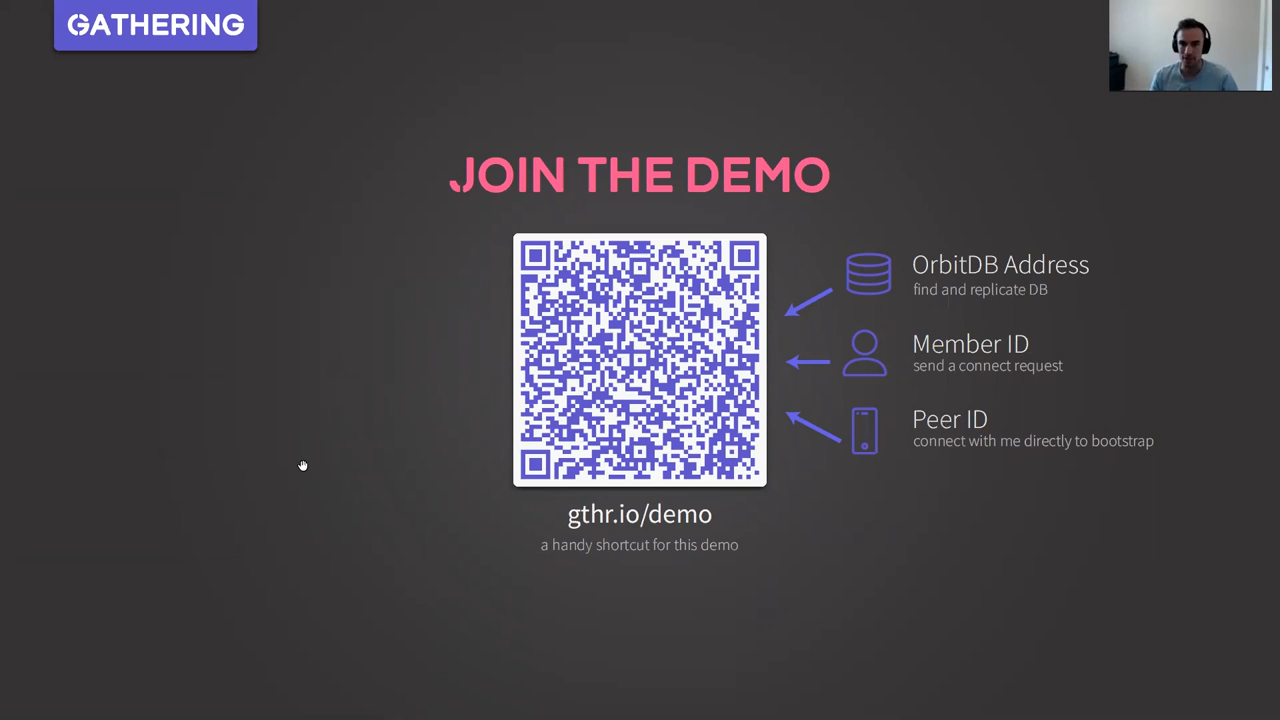 GATHERING
JOIN THE DEMO
OrbitDB Address
find and replicate DB
Member ID
send a connect request
Peer ID
connect with me directly to bootstrap
gthr.io/demo
a handy shortcut for this demo